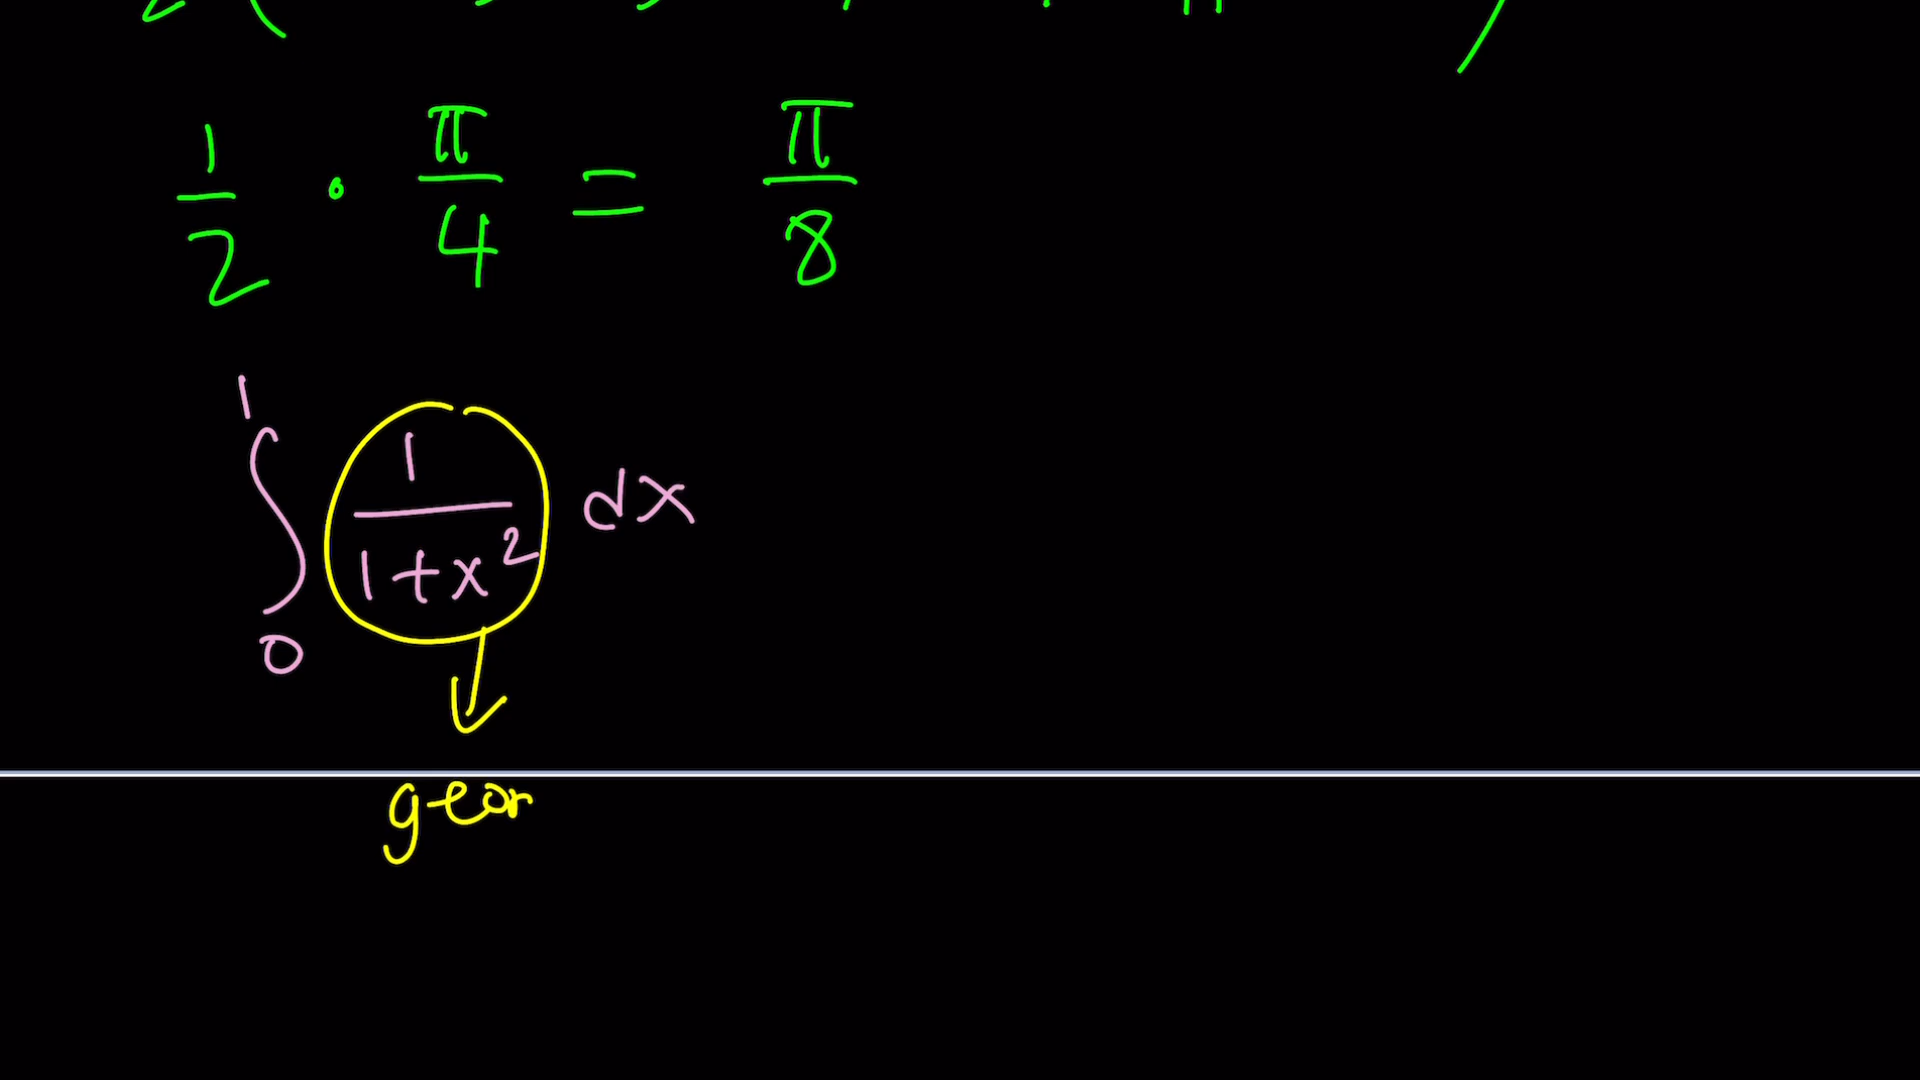 1/2 · π/4 = π/8
∫₀¹ 1/(1+x²) dx
geor